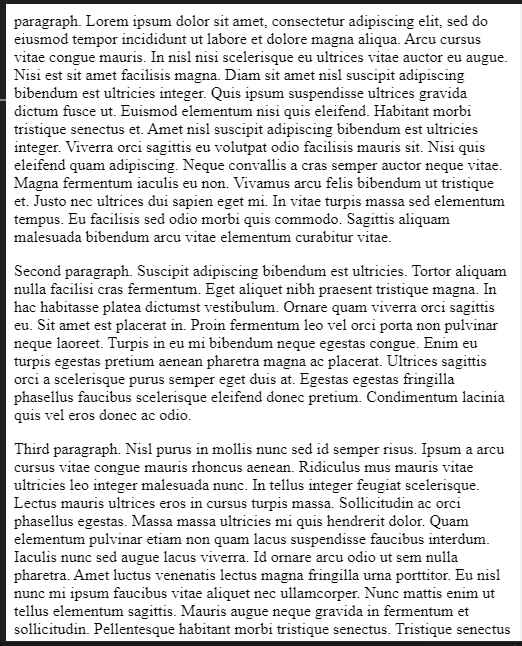 paragraph. Lorem ipsum dolor sit amet, consectetur adipiscing elit, sed do
eiusmod tempor incididunt ut labore et dolore magna aliqua. Arcu cursus
vitae congue mauris. In nisl nisi scelerisque eu ultrices vitae auctor eu augue.
Nisi est sit amet facilisis magna. Diam sit amet nisl suscipit adipiscing
bibendum est ultricies integer. Quis ipsum suspendisse ultrices gravida
dictum fusce ut. Euismod elementum nisi quis eleifend. Habitant morbi
tristique senectus et. Amet nisl suscipit adipiscing bibendum est ultricies
integer. Viverra orci sagittis eu volutpat odio facilisis mauris sit. Nisi quis
eleifend quam adipiscing. Neque convallis a cras semper auctor neque vitae.
Magna fermentum iaculis eu non. Vivamus arcu felis bibendum ut tristique
et. Justo nec ultrices dui sapien eget mi. In vitae turpis massa sed elementum
tempus. Eu facilisis sed odio morbi quis commodo. Sagittis aliquam
malesuada bibendum arcu vitae elementum curabitur vitae.
Second paragraph. Suscipit adipiscing bibendum est ultricies. Tortor aliquam
nulla facilisi cras fermentum. Eget aliquet nibh praesent tristique magna. In
hac habitasse platea dictumst vestibulum. Ornare quam viverra orci sagittis
eu. Sit amet est placerat in. Proin fermentum leo vel orci porta non pulvinar
neque laoreet. Turpis in eu mi bibendum neque egestas congue. Enim eu
turpis egestas pretium aenean pharetra magna ac placerat. Ultrices sagittis
orci a scelerisque purus semper eget duis at. Egestas egestas fringilla
phasellus faucibus scelerisque eleifend donec pretium. Condimentum lacinia
quis vel eros donec ac odio.
Third paragraph. Nisl purus in mollis nunc sed id semper risus. Ipsum a arcu
cursus vitae congue mauris rhoncus aenean. Ridiculus mus mauris vitae
ultricies leo integer malesuada nunc. In tellus integer feugiat scelerisque.
Lectus mauris ultrices eros in cursus turpis massa. Sollicitudin ac orci
phasellus egestas. Massa massa ultricies mi quis hendrerit dolor. Quam
elementum pulvinar etiam non quam lacus suspendisse faucibus interdum.
Iaculis nunc sed augue lacus viverra. Id ornare arcu odio ut sem nulla
pharetra. Amet luctus venenatis lectus magna fringilla urna porttitor. Eu nisl
nunc mi ipsum faucibus vitae aliquet nec ullamcorper. Nunc mattis enim ut
tellus elementum sagittis. Mauris augue neque gravida in fermentum et
sollicitudin. Pellentesque habitant morbi tristique senectus. Tristique senectus